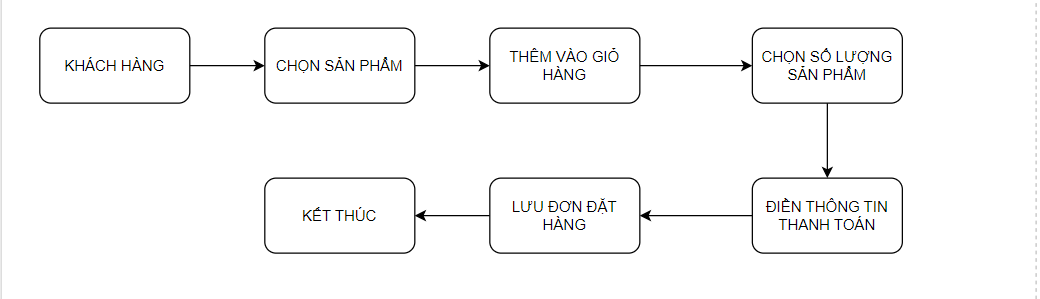 KHÁCH HÀNG
CHỌN SẢN PHẨM
THÊM VÀO GIỎ
HÀNG
CHỌN SỐ LƯỢNG
SẢN PHẨM
ĐIỀN THÔNG TIN
THANH TOÁN
LƯU ĐƠN ĐẶT
HÀNG
KẾT THÚC